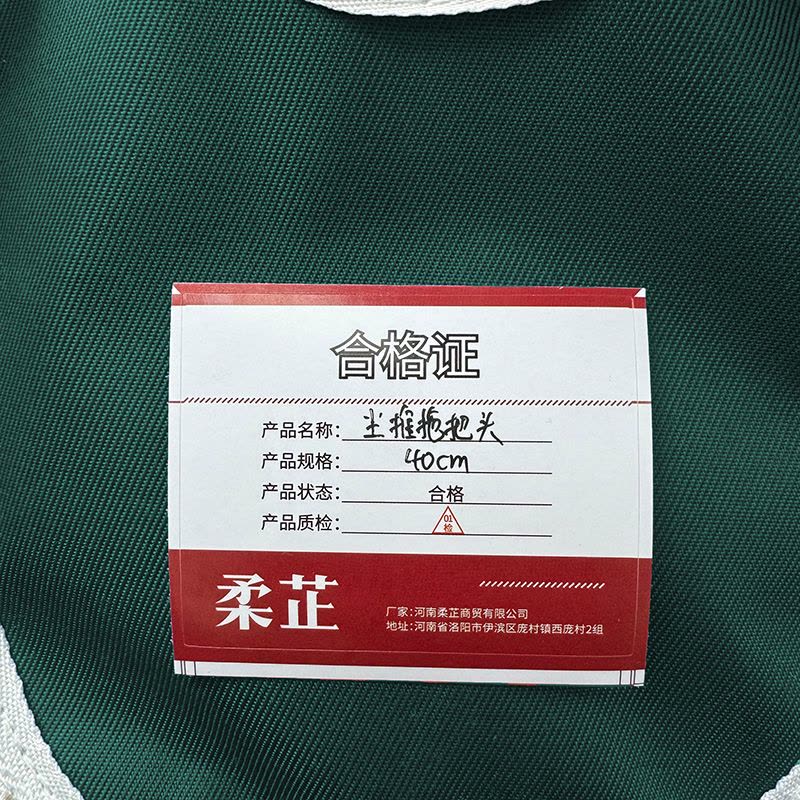 合格证
产品名称：尘推拖把头
产品规格：40cm
产品状态：合格
产品质检：01检
柔芷
厂家：河南柔芷商贸有限公司
地址：河南省洛阳市伊滨区庞村镇西庞村2组